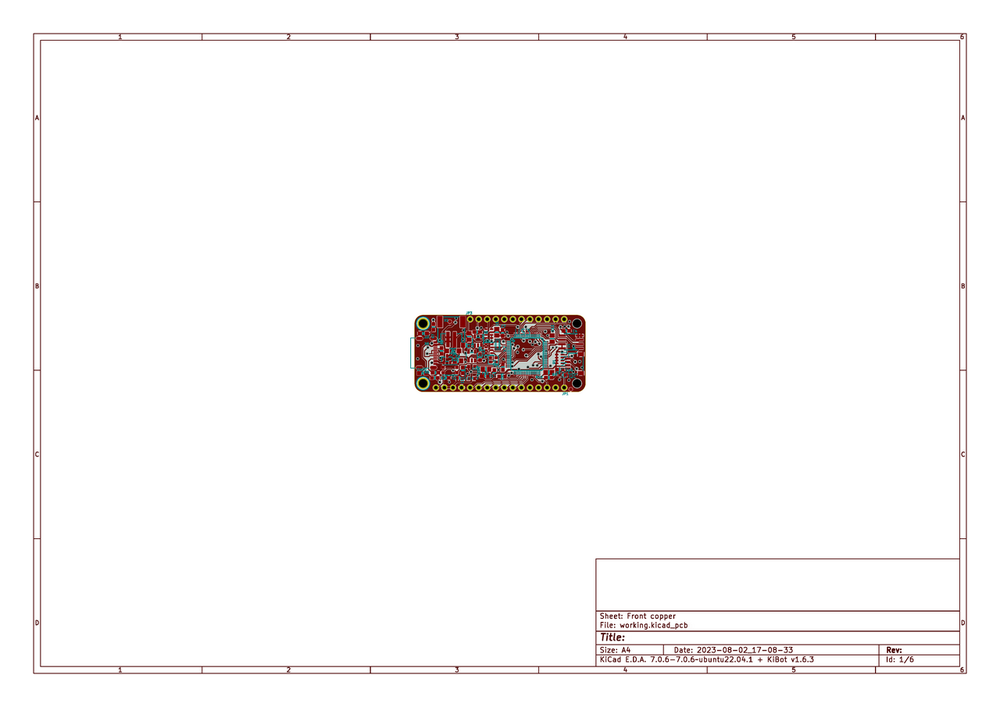 1 2 3 4 5 6
A A
B B
C C
D D
Sheet: Front copper
File: working.kicad_pcb
Title:
Size: A4 Date: 2023-08-02_17-08-33 Rev:
KiCad E.D.A. 7.0.6-7.0.6~ubuntu22.04.1 + KiBot v1.6.3 Id: 1/6
1 2 3 4 5 6